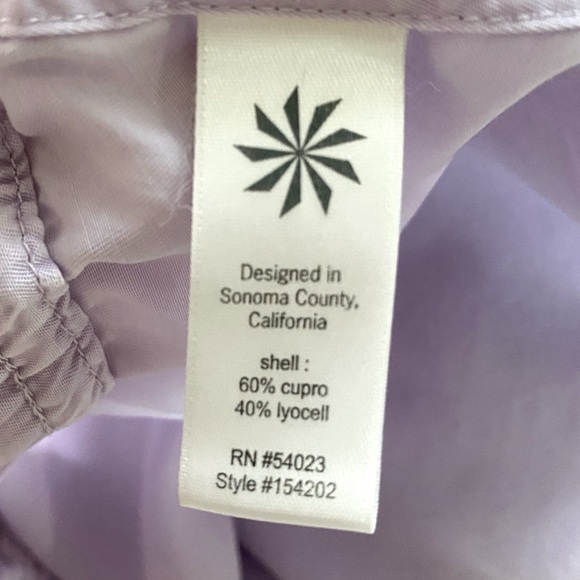 Designed in
Sonoma County,
California
shell :
60% cupro
40% lyocell
RN #54023
Style #154202